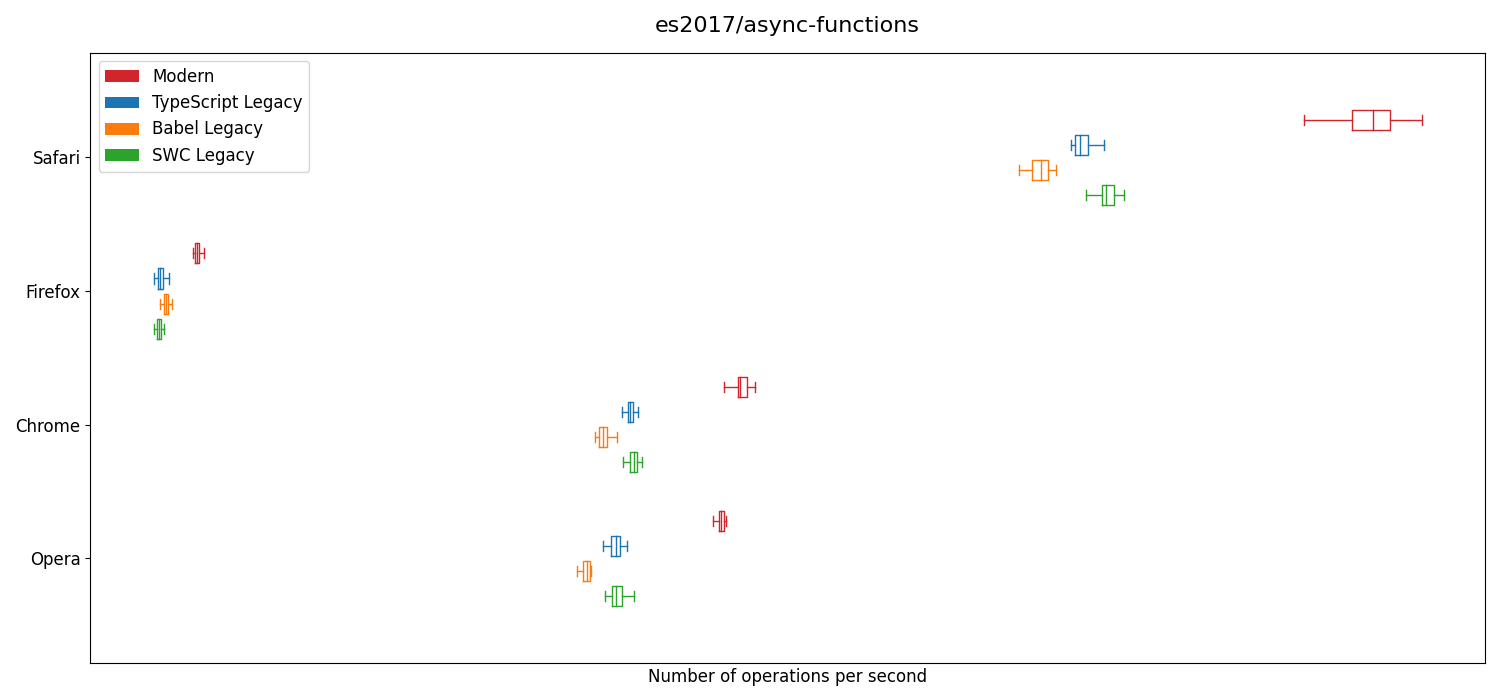 es2017/async-functions
Modern
TypeScript Legacy
Babel Legacy
SWC Legacy
Safari
Firefox
Chrome
Opera
Number of operations per second